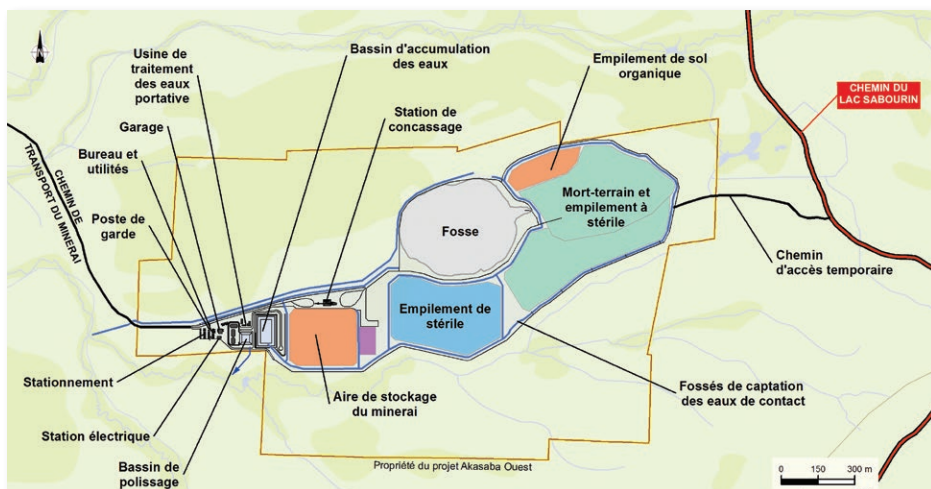 Usine de
traitement
des eaux
portative
Bassin d'accumulation
des eaux
Empilement de sol
organique
CHEMIN DU
LAC SABOURIN
Garage
Station de
concassage
Bureau et
utilités
CHEMIN DE
TRANSPORT DU MINERAI
Poste de
garde
Fosse
Mort-terrain et
empilement à
stérile
Chemin
d'accès temporaire
Empilement
de stérile
Stationnement
Aire de stockage
du minerai
Fossés de captation
des eaux de contact
Station électrique
Bassin de
polissage
Propriété du projet Akasaba Ouest
0 150 300 m